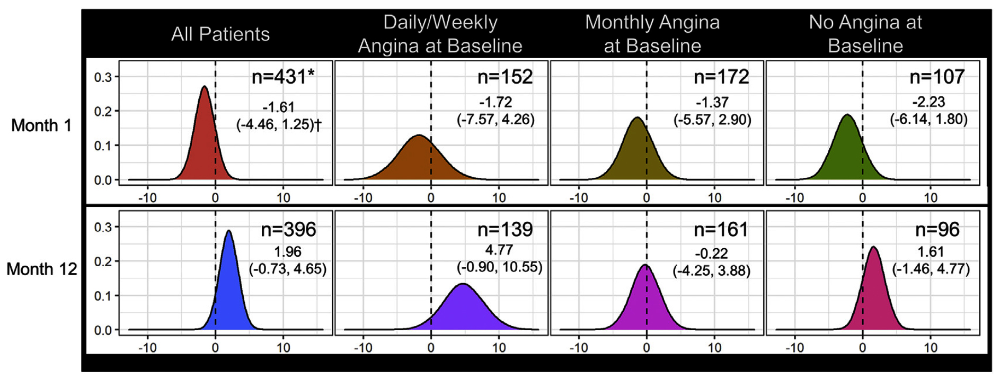 All Patients
Daily/Weekly
Angina at Baseline
Monthly Angina
at Baseline
No Angina at
Baseline
Month 1
0.3
0.2
0.1
0.0
n=431*
-1.61
(-4.46, 1.25)†
-10 0 10
n=152
-1.72
(-7.57, 4.26)
-10 0 10
n=172
-1.37
(-5.57, 2.90)
-10 0 10
n=107
-2.23
(-6.14, 1.80)
-10 0 10
Month 12
0.3
0.2
0.1
0.0
n=396
1.96
(-0.73, 4.65)
-10 0 10
n=139
4.77
(-0.90, 10.55)
-10 0 10
n=161
-0.22
(-4.25, 3.88)
-10 0 10
n=96
1.61
(-1.46, 4.77)
-10 0 10